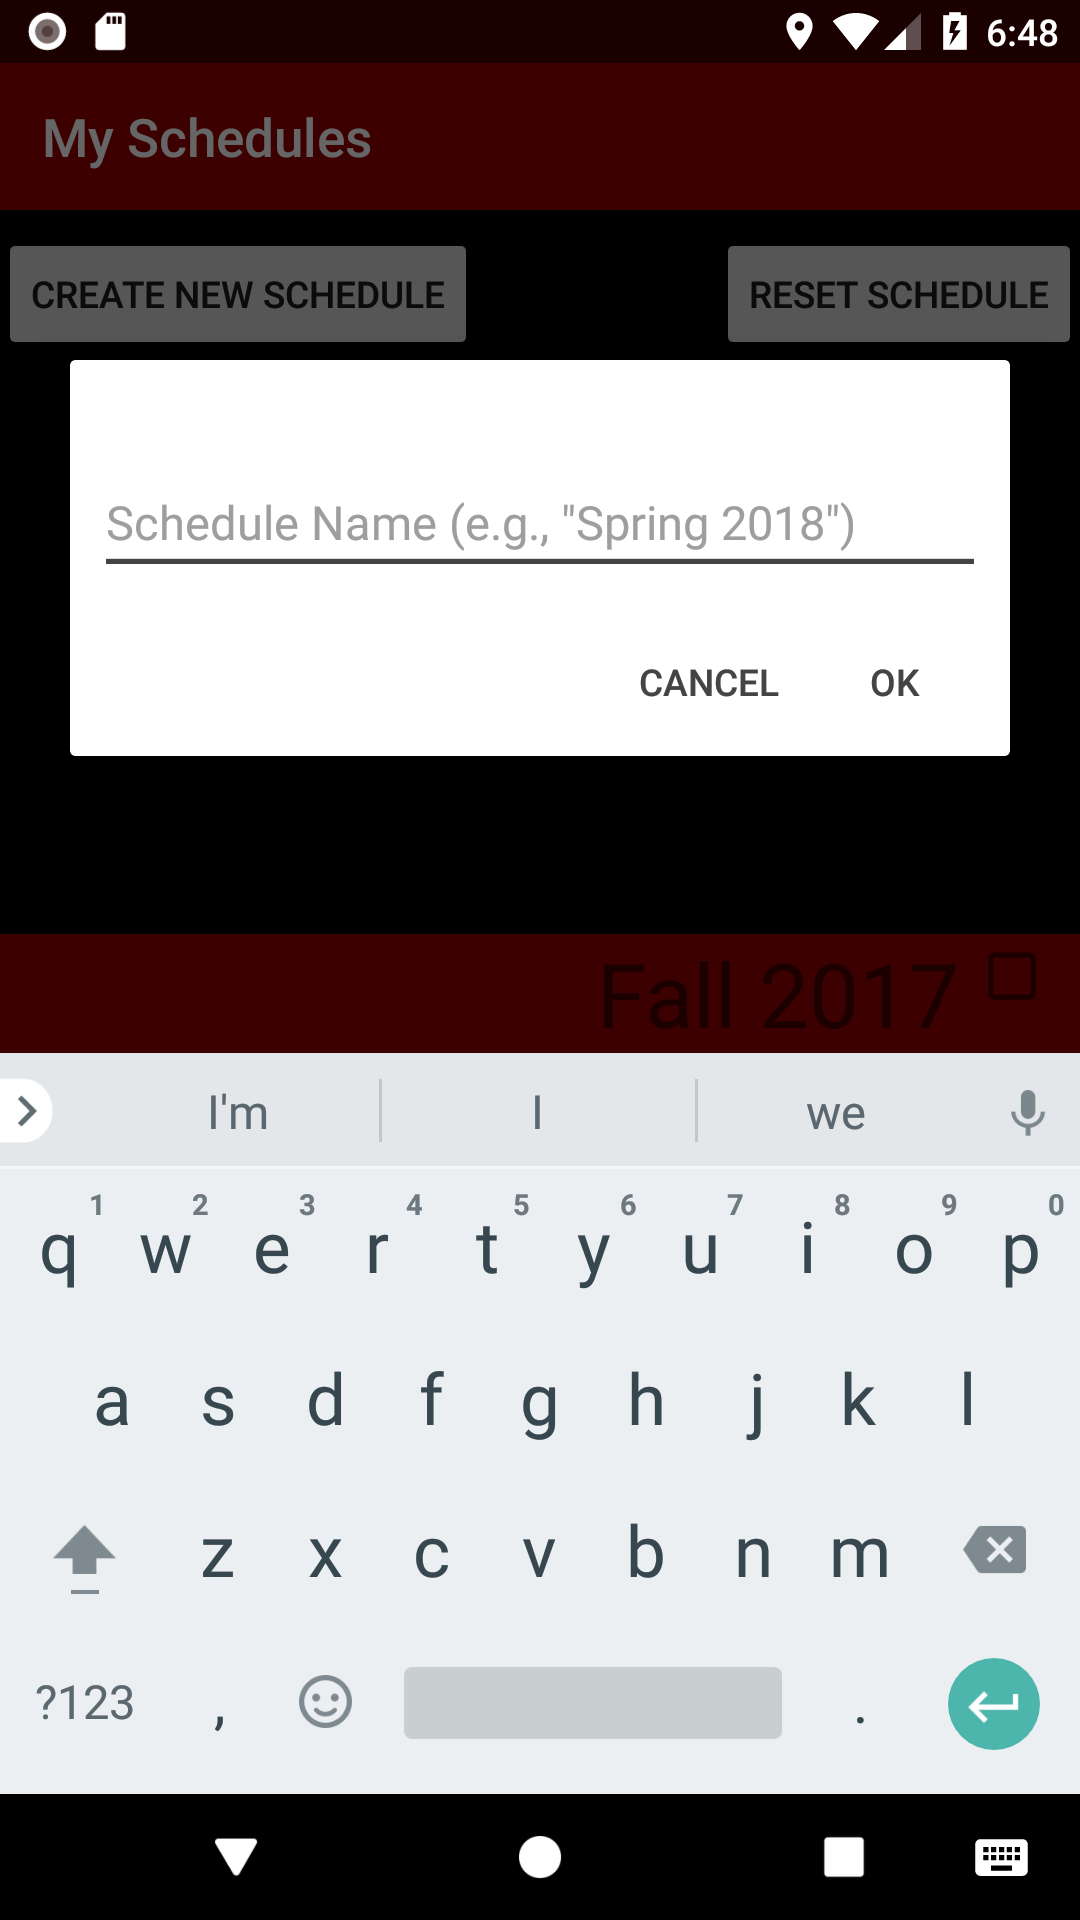 6:48
My Schedules
CREATE NEW SCHEDULE
RESET SCHEDULE
Schedule Name (e.g., "Spring 2018")
CANCEL
OK
Fall 2017
I'm
I
we
1 2 3 4 5 6 7 8 9 0
q w e r t y u i o p
a s d f g h j k l
z x c v b n m
?123 , .